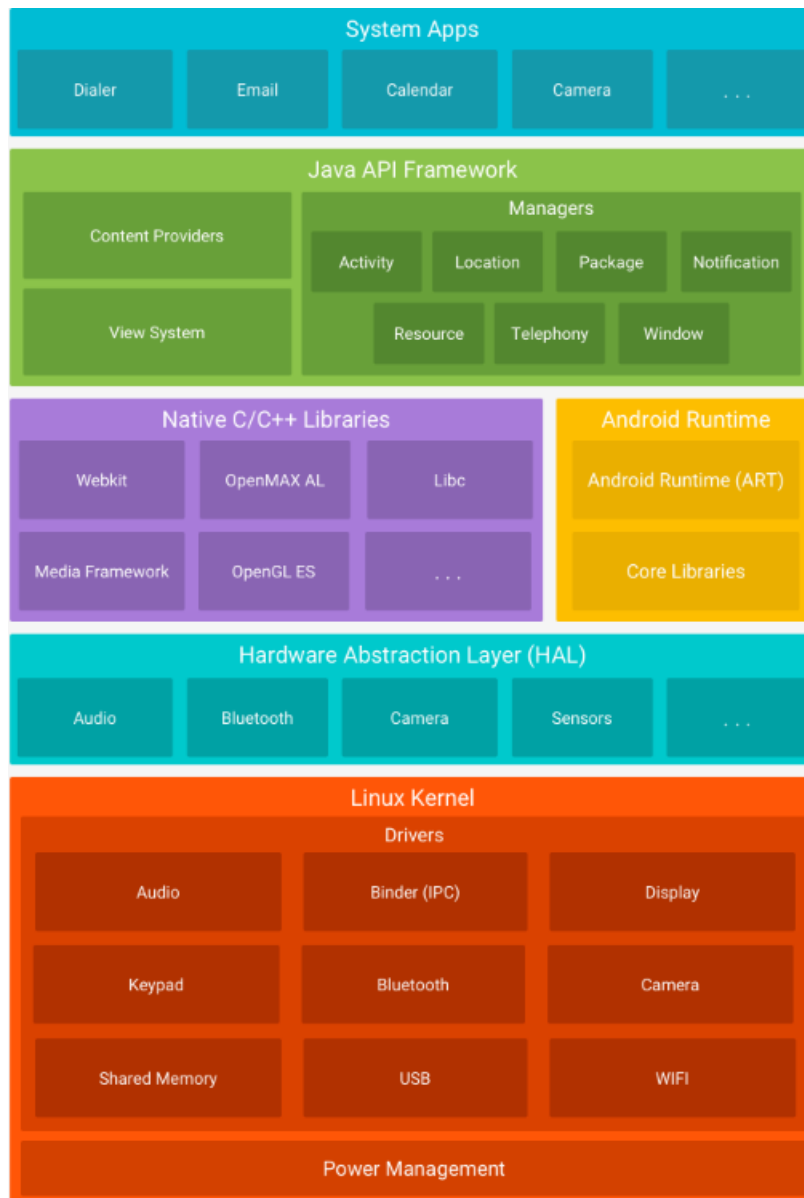 System Apps
Dialer
Email
Calendar
Camera
. . .
Java API Framework
Content Providers
View System
Managers
Activity
Location
Package
Notification
Resource
Telephony
Window
Native C/C++ Libraries
Webkit
OpenMAX AL
Libc
Media Framework
OpenGL ES
. . .
Android Runtime
Android Runtime (ART)
Core Libraries
Hardware Abstraction Layer (HAL)
Audio
Bluetooth
Camera
Sensors
. . .
Linux Kernel
Drivers
Audio
Binder (IPC)
Display
Keypad
Bluetooth
Camera
Shared Memory
USB
WIFI
Power Management